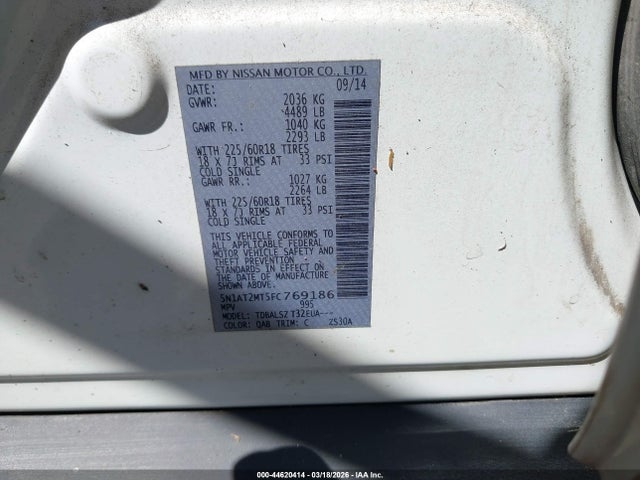 MFD BY NISSAN MOTOR CO., LTD.
DATE: 09/14
GVWR: 2036 KG
4489 LB
GAWR FR.: 1040 KG
2293 LB
WITH 225/60R18 TIRES
18 X 7J RIMS AT 33 PSI
COLD SINGLE
GAWR RR.: 1027 KG
2264 LB
WITH 225/60R18 TIRES
18 X 7J RIMS AT 33 PSI
COLD SINGLE
THIS VEHICLE CONFORMS TO
ALL APPLICABLE FEDERAL
MOTOR VEHICLE SAFETY AND
THEFT PREVENTION
STANDARDS IN EFFECT ON
THE DATE OF MANUFACTURE
SHOWN ABOVE.
5N1AT2MT5FC769186
MPV 995
MODEL: TDBALSZ T32EUA---
COLOR: QAB TRIM: C ZS30A
000-44620414 | 03/18/2026 - IAA Inc.